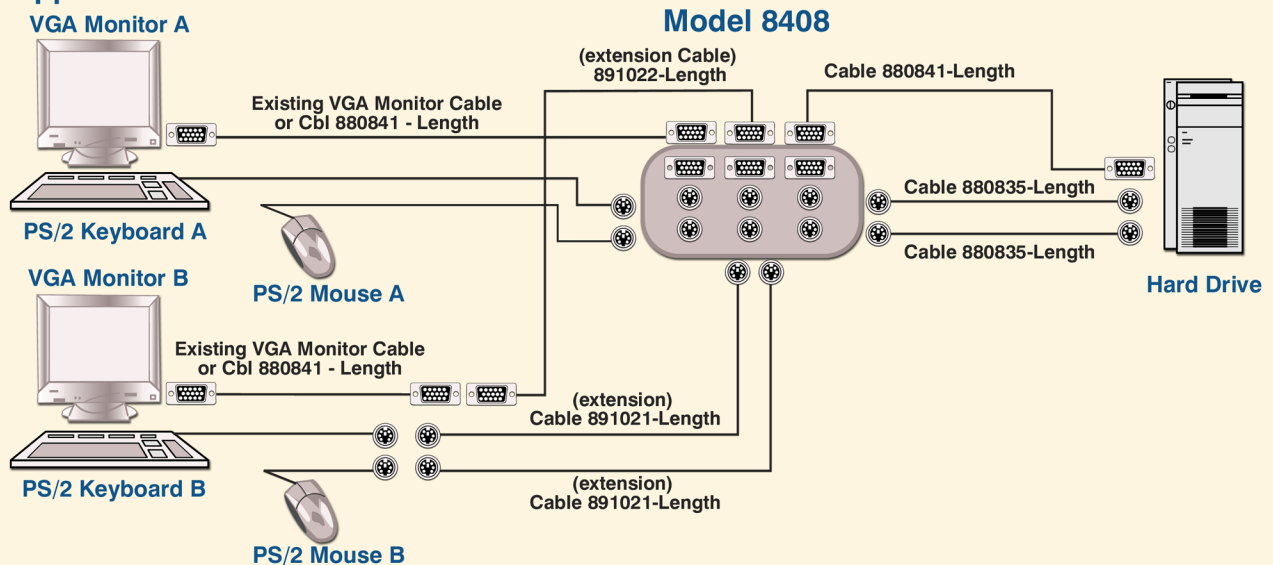 VGA Monitor A
Model 8408
(extension Cable)
891022-Length
Cable 880841-Length
Existing VGA Monitor Cable
or Cbl 880841 - Length
Cable 880835-Length
PS/2 Keyboard A
Cable 880835-Length
VGA Monitor B
PS/2 Mouse A
Hard Drive
Existing VGA Monitor Cable
or Cbl 880841 - Length
(extension)
Cable 891021-Length
PS/2 Keyboard B
(extension)
Cable 891021-Length
PS/2 Mouse B